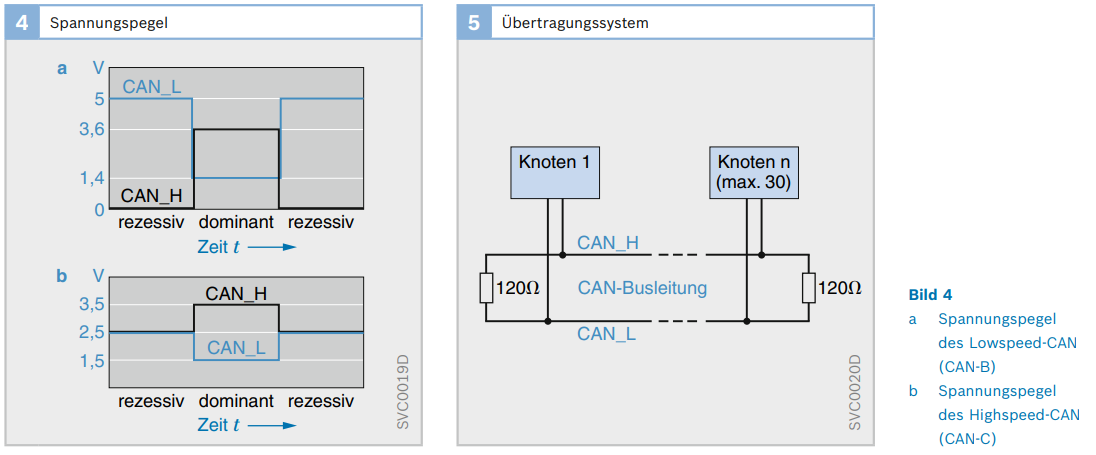 4 Spannungspegel
a V
CAN_L
5
3,6
1,4
CAN_H
0
rezessiv dominant rezessiv
Zeit t
b V
CAN_H
3,5
2,5
CAN_L
1,5
rezessiv dominant rezessiv
Zeit t
SVC0019D
5 Übertragungssystem
Knoten 1
Knoten n
(max. 30)
CAN_H
120Ω CAN-Busleitung 120Ω
CAN_L
SVC0020D
Bild 4
a Spannungspegel
des Lowspeed-CAN
(CAN-B)
b Spannungspegel
des Highspeed-CAN
(CAN-C)